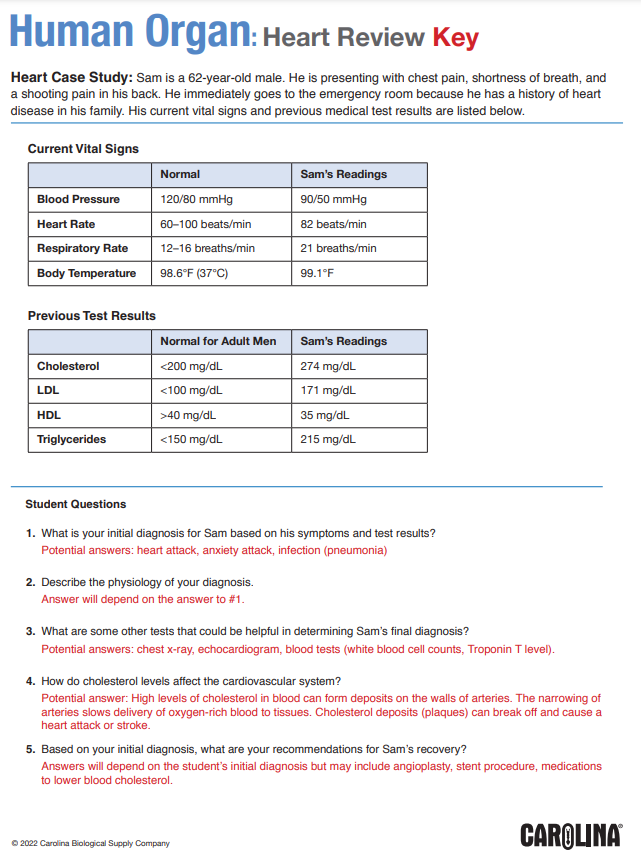 Human Organ: Heart Review Key
Heart Case Study: Sam is a 62-year-old male. He is presenting with chest pain, shortness of breath, and
a shooting pain in his back. He immediately goes to the emergency room because he has a history of heart
disease in his family. His current vital signs and previous medical test results are listed below.
Current Vital Signs
Normal Sam's Readings
Blood Pressure 120/80 mmHg 90/50 mmHg
Heart Rate 60–100 beats/min 82 beats/min
Respiratory Rate 12–16 breaths/min 21 breaths/min
Body Temperature 98.6°F (37°C) 99.1°F
Previous Test Results
Normal for Adult Men Sam's Readings
Cholesterol <200 mg/dL 274 mg/dL
LDL <100 mg/dL 171 mg/dL
HDL >40 mg/dL 35 mg/dL
Triglycerides <150 mg/dL 215 mg/dL
Student Questions
1. What is your initial diagnosis for Sam based on his symptoms and test results?
Potential answers: heart attack, anxiety attack, infection (pneumonia)
2. Describe the physiology of your diagnosis.
Answer will depend on the answer to #1.
3. What are some other tests that could be helpful in determining Sam's final diagnosis?
Potential answers: chest x-ray, echocardiogram, blood tests (white blood cell counts, Troponin T level).
4. How do cholesterol levels affect the cardiovascular system?
Potential answer: High levels of cholesterol in blood can form deposits on the walls of arteries. The narrowing of
arteries slows delivery of oxygen-rich blood to tissues. Cholesterol deposits (plaques) can break off and cause a
heart attack or stroke.
5. Based on your initial diagnosis, what are your recommendations for Sam's recovery?
Answers will depend on the student's initial diagnosis but may include angioplasty, stent procedure, medications
to lower blood cholesterol.
© 2022 Carolina Biological Supply Company
CAROLINA®